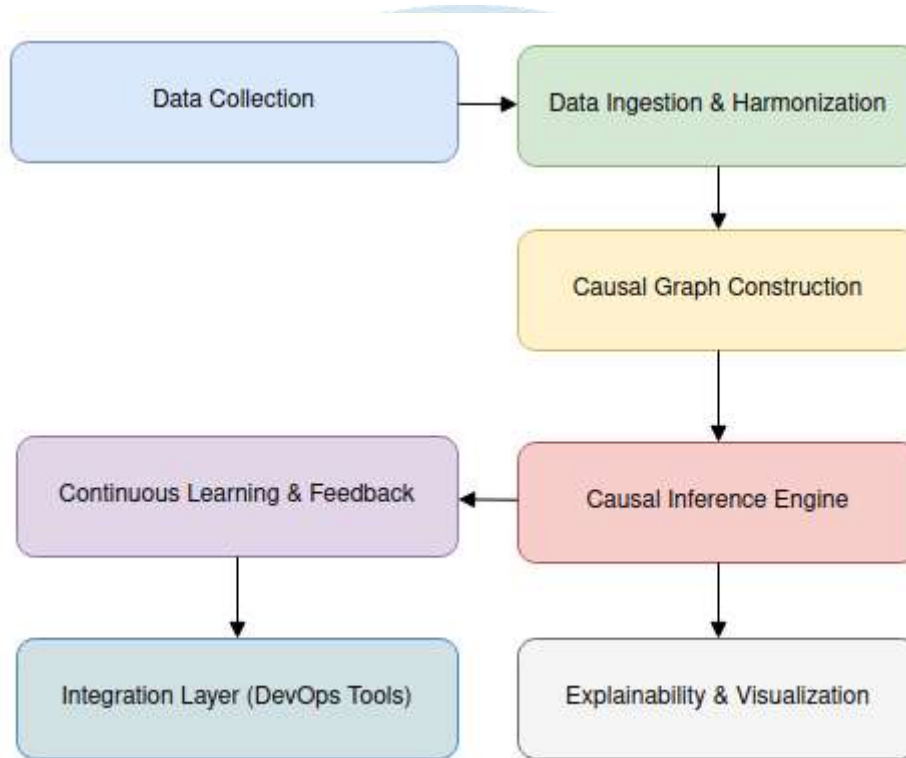 Data Collection
Data Ingestion & Harmonization
Causal Graph Construction
Continuous Learning & Feedback
Causal Inference Engine
Integration Layer (DevOps Tools)
Explainability & Visualization